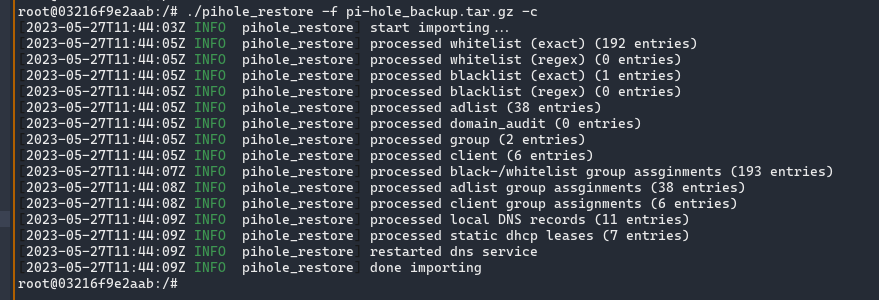 root@03216f9e2aab:/# ./pihole_restore -f pi-hole_backup.tar.gz -c
[2023-05-27T11:44:03Z INFO  pihole_restore] start importing...
[2023-05-27T11:44:05Z INFO  pihole_restore] processed whitelist (exact) (192 entries)
[2023-05-27T11:44:05Z INFO  pihole_restore] processed whitelist (regex) (0 entries)
[2023-05-27T11:44:05Z INFO  pihole_restore] processed blacklist (exact) (1 entries)
[2023-05-27T11:44:05Z INFO  pihole_restore] processed blacklist (regex) (0 entries)
[2023-05-27T11:44:05Z INFO  pihole_restore] processed adlist (38 entries)
[2023-05-27T11:44:05Z INFO  pihole_restore] processed domain_audit (0 entries)
[2023-05-27T11:44:05Z INFO  pihole_restore] processed group (2 entries)
[2023-05-27T11:44:05Z INFO  pihole_restore] processed client (6 entries)
[2023-05-27T11:44:07Z INFO  pihole_restore] processed black-/whitelist group assginments (193 entries)
[2023-05-27T11:44:08Z INFO  pihole_restore] processed adlist group assginments (38 entries)
[2023-05-27T11:44:08Z INFO  pihole_restore] processed client group assignments (6 entries)
[2023-05-27T11:44:09Z INFO  pihole_restore] processed local DNS records (11 entries)
[2023-05-27T11:44:09Z INFO  pihole_restore] processed static dhcp leases (7 entries)
[2023-05-27T11:44:09Z INFO  pihole_restore] restarted dns service
[2023-05-27T11:44:09Z INFO  pihole_restore] done importing
root@03216f9e2aab:/#